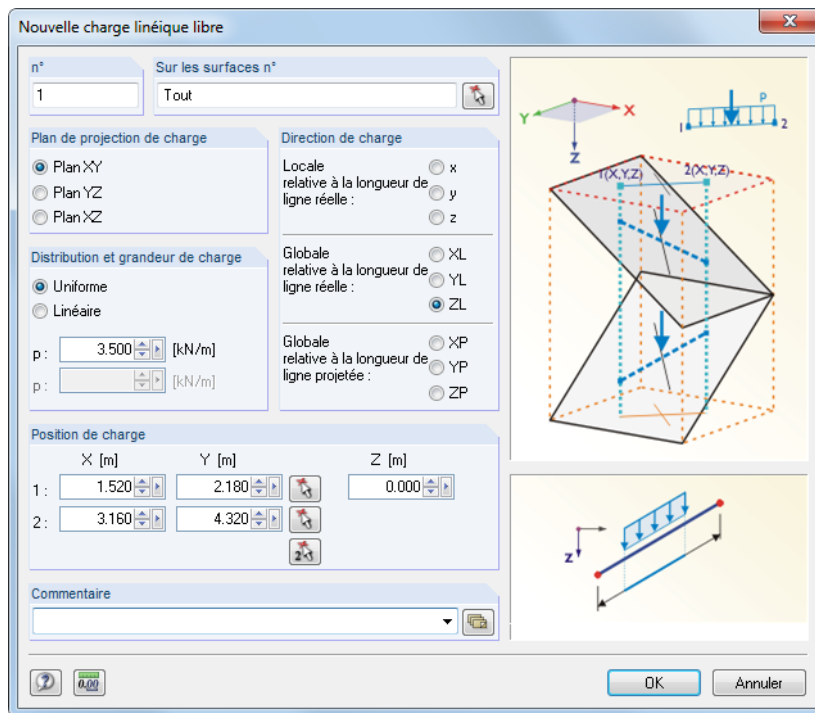 Nouvelle charge linéique libre
n°
1
Sur les surfaces n°
Tout
Plan de projection de charge
Plan XY
Plan YZ
Plan XZ
Direction de charge
Locale
relative à la longueur de
ligne réelle :
x
y
z
Globale
relative à la longueur de
ligne réelle :
XL
YL
ZL
Globale
relative à la longueur de
ligne projetée :
XP
YP
ZP
Distribution et grandeur de charge
Uniforme
Linéaire
p : 3.500 [kN/m]
p : [kN/m]
Position de charge
X [m] Y [m] Z [m]
1 : 1.520 2.180 0.000
2 : 3.160 4.320
2
Commentaire
Y X Z
p
1 2
1(X,Y,Z) 2(X,Y,Z)
z
0.00
OK
Annuler